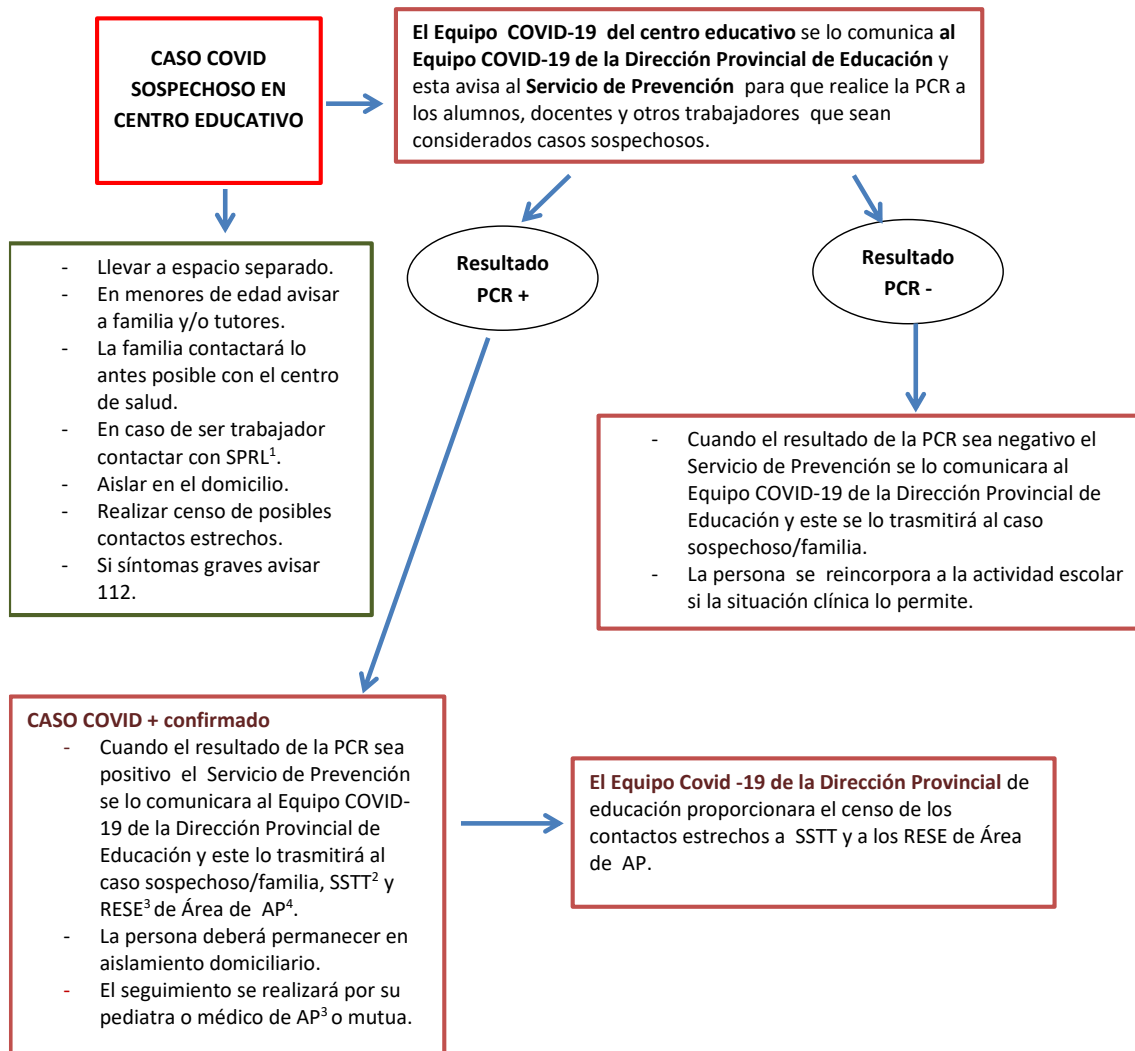 CASO COVID
SOSPECHOSO EN
CENTRO EDUCATIVO
El Equipo COVID-19 del centro educativo se lo comunica al
Equipo COVID-19 de la Dirección Provincial de Educación y
esta avisa al Servicio de Prevención para que realice la PCR a
los alumnos, docentes y otros trabajadores que sean
considerados casos sospechosos.
- Llevar a espacio separado.
- En menores de edad avisar
a familia y/o tutores.
- La familia contactará lo
antes posible con el centro
de salud.
- En caso de ser trabajador
contactar con SPRL¹.
- Aislar en el domicilio.
- Realizar censo de posibles
contactos estrechos.
- Si síntomas graves avisar
112.
Resultado
PCR +
Resultado
PCR -
- Cuando el resultado de la PCR sea negativo el
Servicio de Prevención se lo comunicara al
Equipo COVID-19 de la Dirección Provincial de
Educación y este se lo trasmitirá al caso
sospechoso/familia.
- La persona se reincorpora a la actividad escolar
si la situación clínica lo permite.
CASO COVID + confirmado
- Cuando el resultado de la PCR sea
positivo el Servicio de Prevención
se lo comunicara al Equipo COVID-
19 de la Dirección Provincial de
Educación y este lo trasmitirá al
caso sospechoso/familia, SSTT² y
RESE³ de Área de AP⁴.
- La persona deberá permanecer en
aislamiento domiciliario.
- El seguimiento se realizará por su
pediatra o médico de AP³ o mutua.
El Equipo Covid -19 de la Dirección Provincial de
educación proporcionara el censo de los
contactos estrechos a SSTT y a los RESE de Área
de AP.